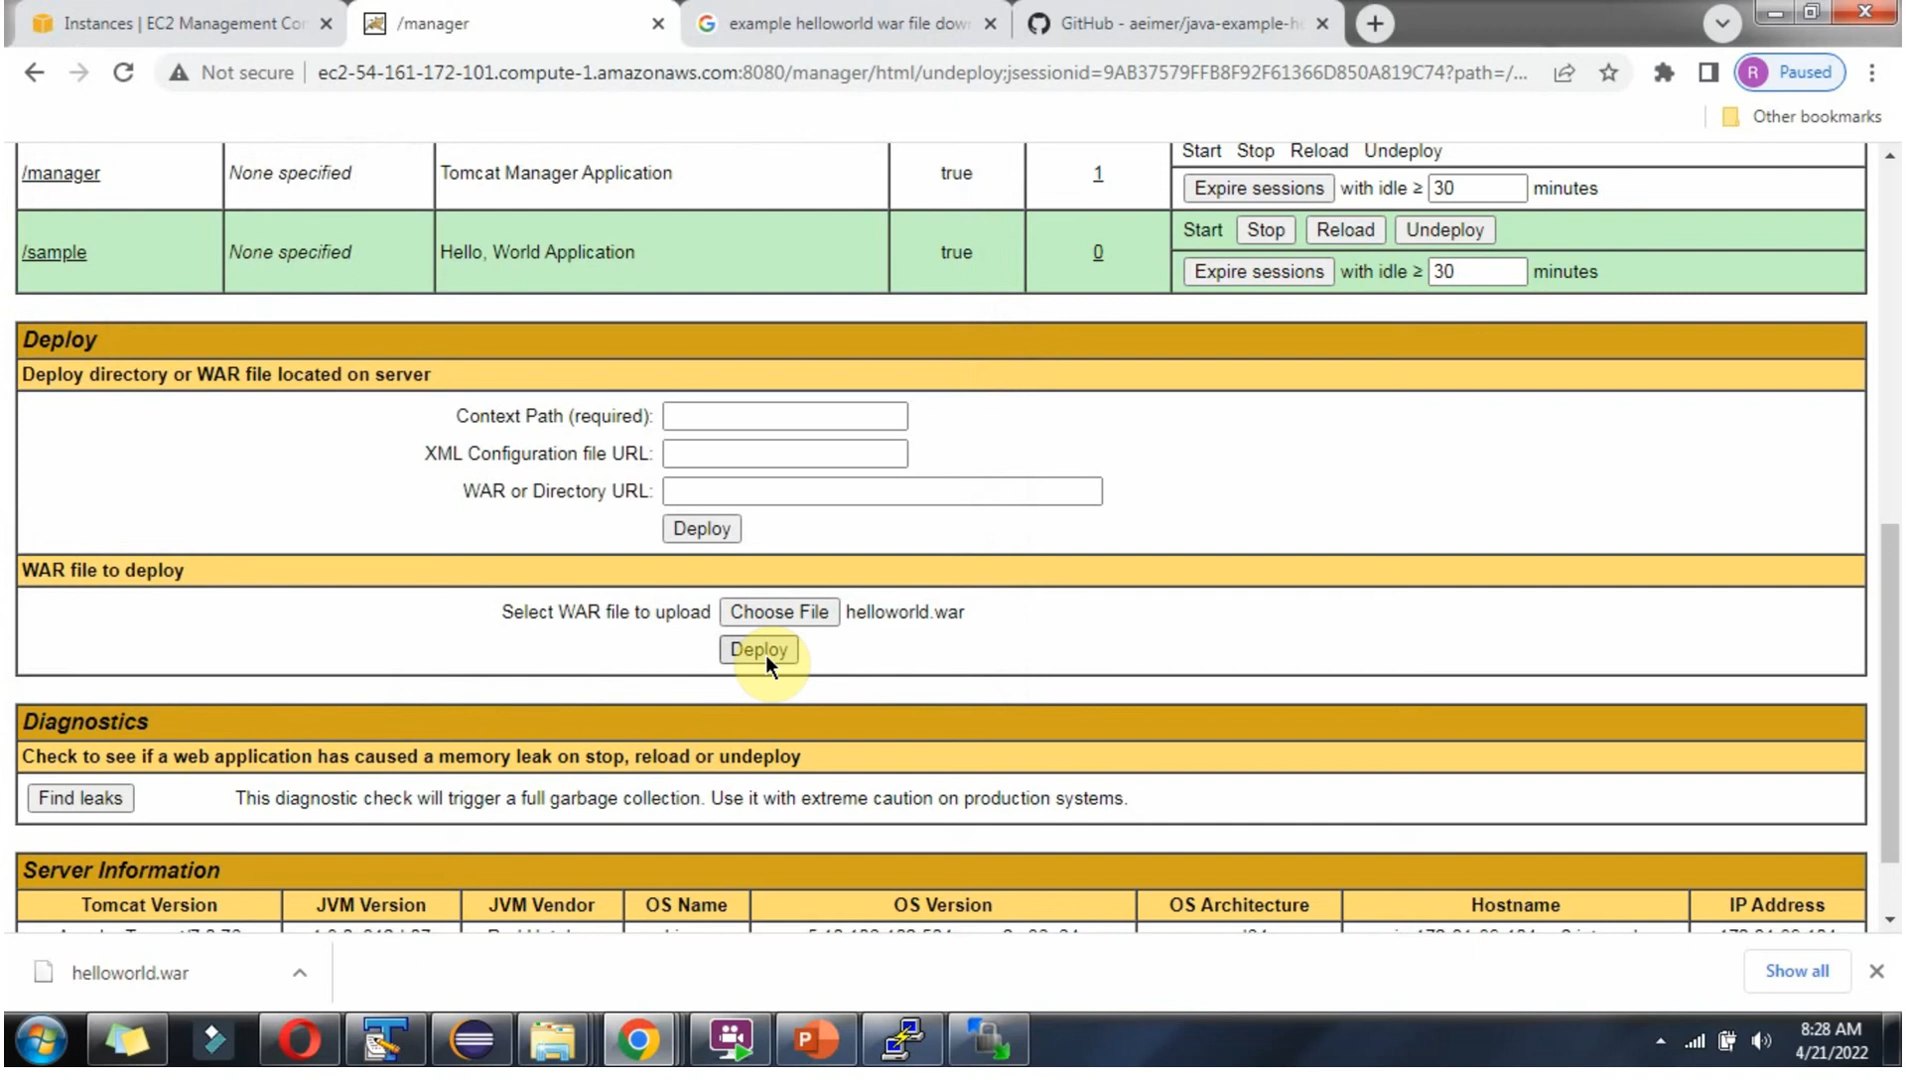 Instances | EC2 Management Con
/manager
example helloworld war file dow
GitHub - aeimer/java-example-h
Not secure
ec2-54-161-172-101.compute-1.amazonaws.com:8080/manager/html/undeploy;jsessionid=9AB37579FFB8F92F61366D850A819C74?path=/...
R Paused
Other bookmarks
/manager None specified Tomcat Manager Application true 1
Start Stop Reload Undeploy
Expire sessions with idle ≥ 30 minutes
/sample None specified Hello, World Application true 0
Start Stop Reload Undeploy
Expire sessions with idle ≥ 30 minutes
Deploy
Deploy directory or WAR file located on server
Context Path (required):
XML Configuration file URL:
WAR or Directory URL:
Deploy
WAR file to deploy
Select WAR file to upload Choose File helloworld.war
Deploy
Diagnostics
Check to see if a web application has caused a memory leak on stop, reload or undeploy
Find leaks This diagnostic check will trigger a full garbage collection. Use it with extreme caution on production systems.
Server Information
Tomcat Version JVM Version JVM Vendor OS Name OS Version OS Architecture Hostname IP Address
helloworld.war
Show all
8:28 AM
4/21/2022